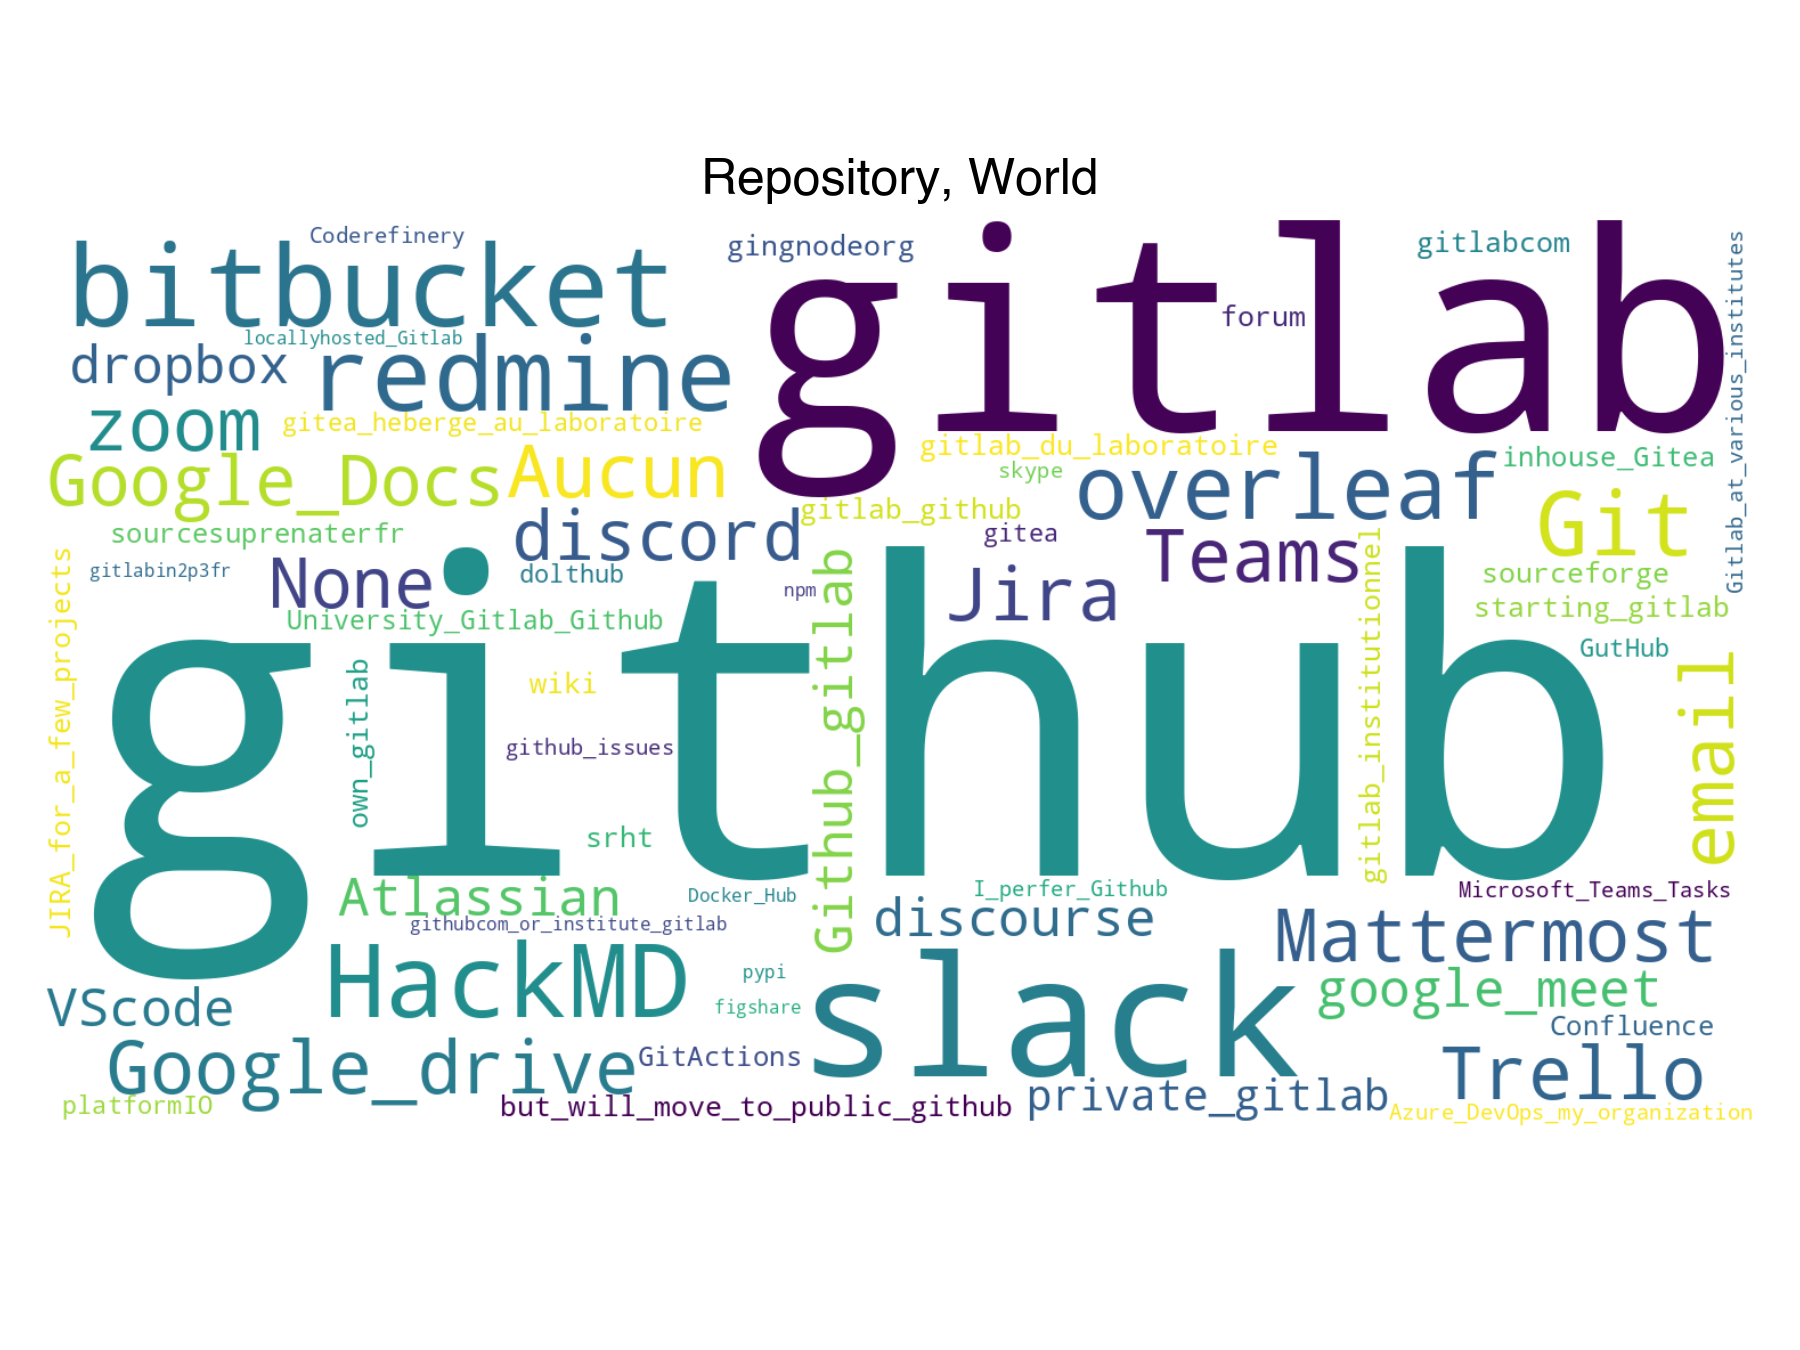 Repository, World
Coderefinery
gingnodeorg
gitlabcom
bitbucket
gitlab
forum
Gitlab_at_various_institutes
locallyhosted_Gitlab
dropbox
redmine
zoom
gitea_heberge_au_laboratoire
gitlab_du_laboratoire
inhouse_Gitea
Google_Docs
Aucun
skype
overleaf
gitlab_github
Git
sourcesuprenaterfr
discord
gitea
Teams
gitlabin2p3fr
None
dolthub
npm
Jira
sourceforge
starting_gitlab
University_Gitlab_Github
GutHub
JIRA_for_a_few_projects
github
own_gitlab
wiki
Github_gitlab
gitlab_institutionnel
email
github_issues
srht
Atlassian
Docker_Hub
I_perfer_Github
Microsoft_Teams_Tasks
githubcom_or_institute_gitlab
discourse
Mattermost
HackMD
pypi
slack
google_meet
VScode
figshare
Confluence
Google_drive
GitActions
Trello
platformIO
but_will_move_to_public_github
private_gitlab
Azure_DevOps_my_organization